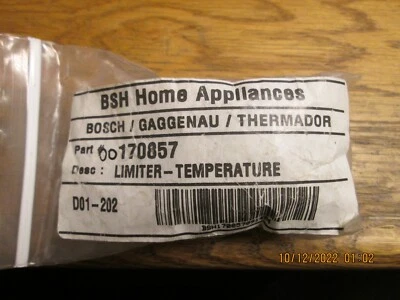 BSH Home Appliances
BOSCH / GAGGENAU / THERMADOR
Part # 00170857
Desc : LIMITER-TEMPERATURE
D01-202
10/12/2022 01:02